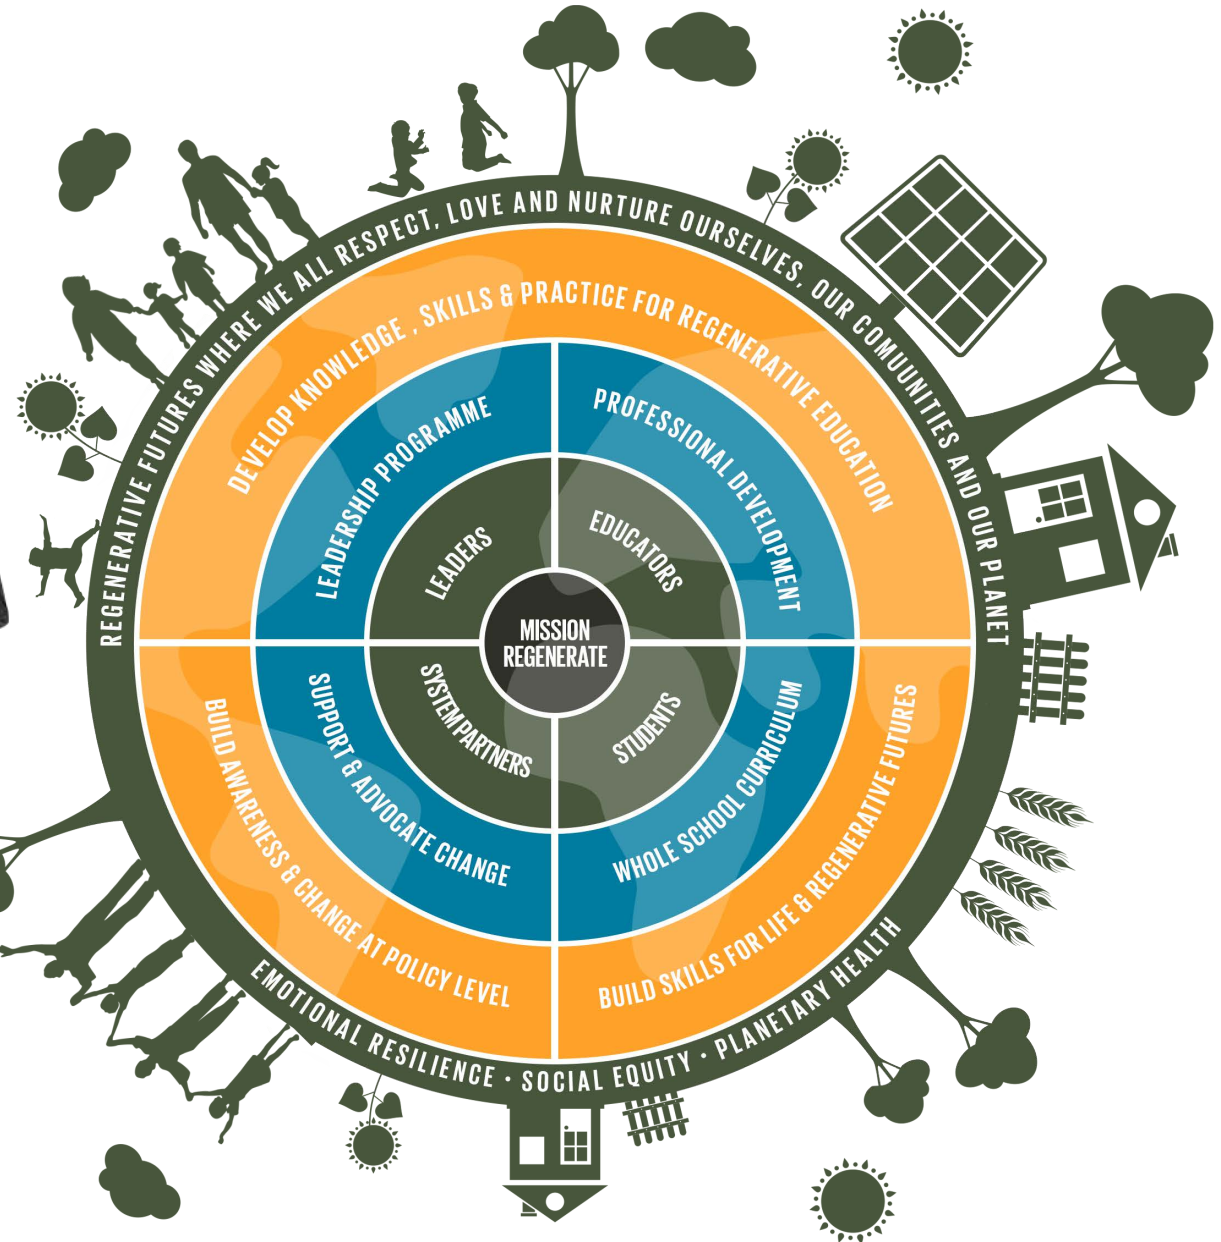 REGENERATIVE FUTURES WHERE WE ALL RESPECT, LOVE AND NURTURE OURSELVES, OUR COMUUNITIES AND OUR PLANET
DEVELOP KNOWLEDGE , SKILLS & PRACTICE FOR REGENERATIVE EDUCATION
LEADERSHIP PROGRAMME
PROFESSIONAL DEVELOPMENT
LEADERS
EDUCATORS
MISSION
REGENERATE
SYSTEM PARTNERS
STUDENTS
SUPPORT & ADVOCATE CHANGE
WHOLE SCHOOL CURRICULUM
BUILD AWARENESS & CHANGE AT POLICY LEVEL
BUILD SKILLS FOR LIFE & REGENERATIVE FUTURES
EMOTIONAL RESILIENCE · SOCIAL EQUITY · PLANETARY HEALTH